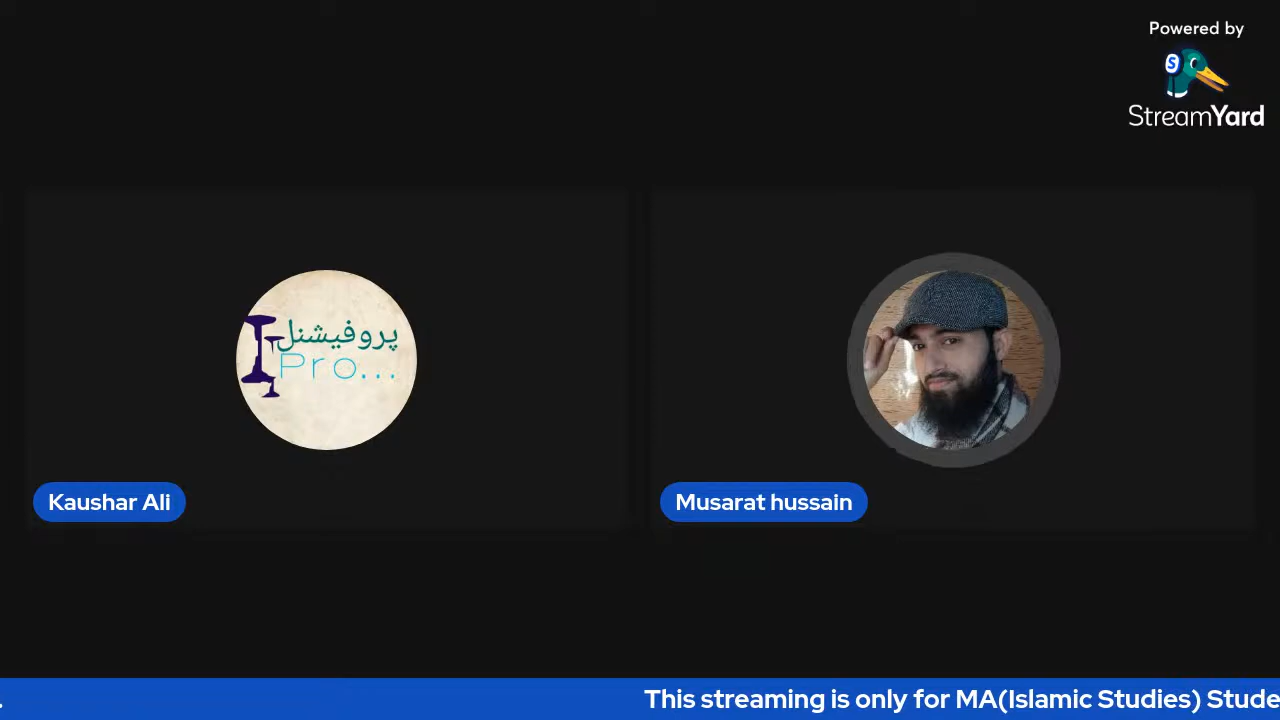 Powered by
StreamYard
پروفیشنل
Pro...
Kaushar Ali
Musarat hussain
This streaming is only for MA(Islamic Studies) Stude